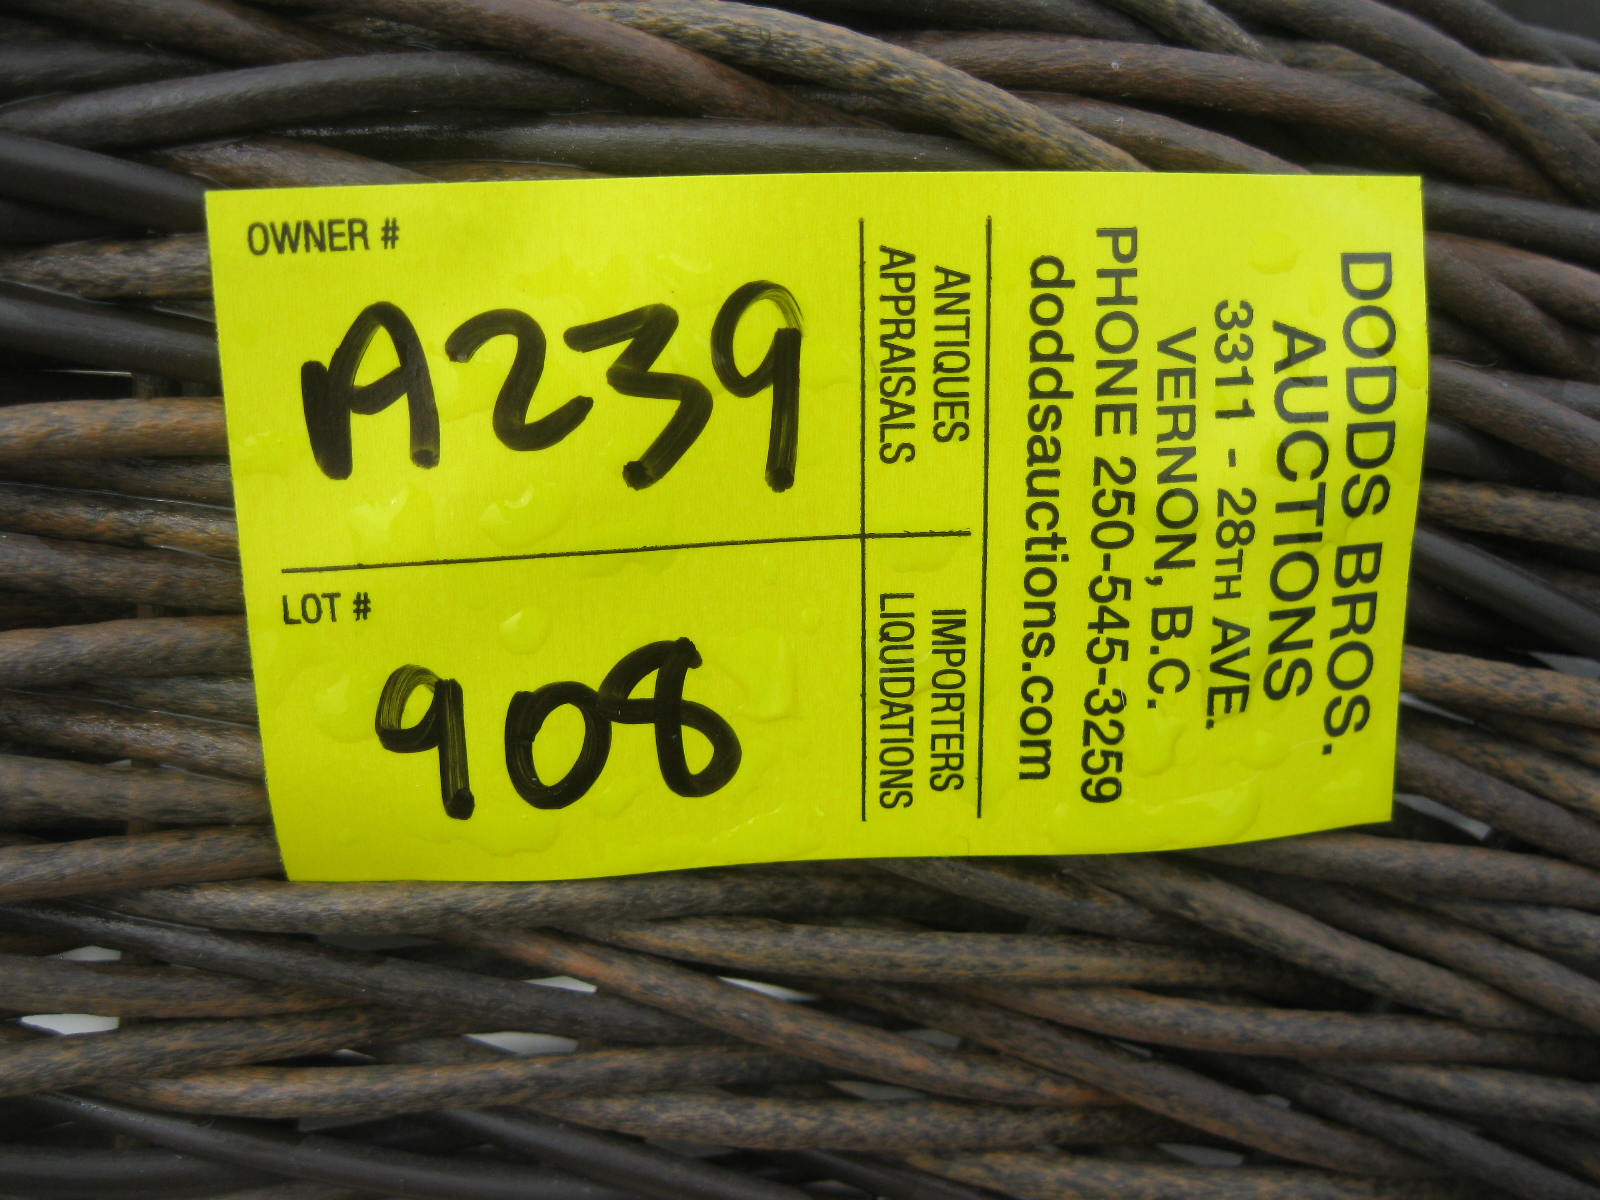 DODDS BROS.
AUCTIONS
3311 - 28TH AVE.
VERNON, B.C.
PHONE 250-545-3259
doddsauctions.com
ANTIQUES
APPRAISALS
IMPORTERS
LIQUIDATIONS
OWNER #
A239
LOT #
908